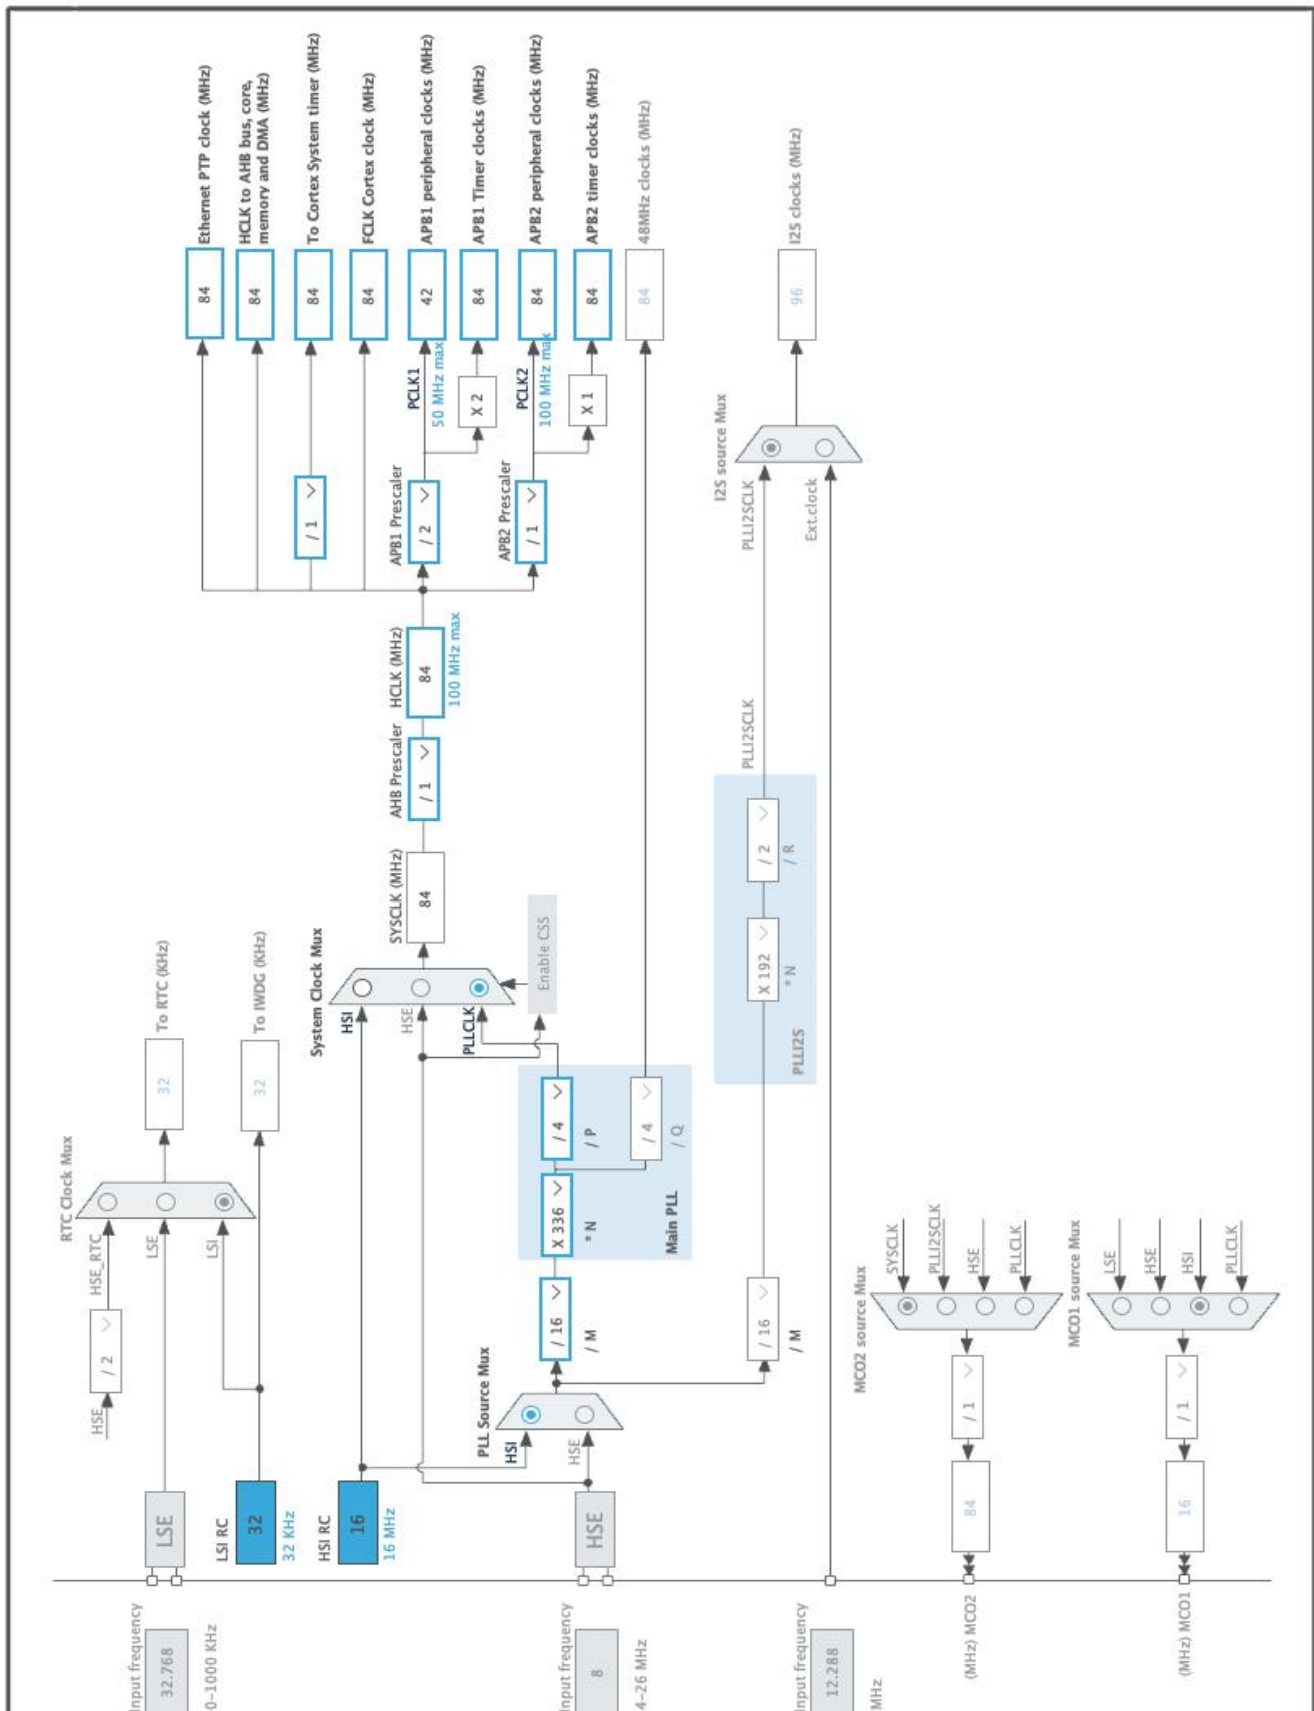 Input frequency
32.768
0-1000 KHz
LSE
HSE
/ 2
HSE_RTC
LSE
LSI
RTC Clock Mux
32
To RTC (KHz)
LSI RC
32
32 KHz
32
To IWDG (KHz)
HSI RC
16
16 MHz
System Clock Mux
HSI
HSE
PLLCLK
Enable CSS
SYSCLK (MHz)
84
AHB Prescaler
/ 1
HCLK (MHz)
84
100 MHz max
84
Ethernet PTP clock (MHz)
84
HCLK to AHB bus, core,
memory and DMA (MHz)
/ 1
84
To Cortex System timer (MHz)
84
FCLK Cortex clock (MHz)
APB1 Prescaler
/ 2
PCLK1
50 MHz max
42
APB1 peripheral clocks (MHz)
X 2
84
APB1 Timer clocks (MHz)
APB2 Prescaler
/ 1
PCLK2
100 MHz max
84
APB2 peripheral clocks (MHz)
X 1
84
APB2 timer clocks (MHz)
84
48MHz clocks (MHz)
Input frequency
8
4-26 MHz
HSE
PLL Source Mux
HSI
HSE
/ 16
/ M
X 336
* N
/ 4
/ P
/ 4
/ Q
Main PLL
/ 16
/ M
X 192
* N
/ 2
/ R
PLLI2S
PLLI2SCLK
PLLI2SCLK
I2S source Mux
Ext.clock
96
I2S clocks (MHz)
Input frequency
12.288
MHz
MCO2 source Mux
SYSCLK
PLLI2SCLK
HSE
PLLCLK
/ 1
84
(MHz) MCO2
MCO1 source Mux
LSE
HSE
HSI
PLLCLK
/ 1
16
(MHz) MCO1